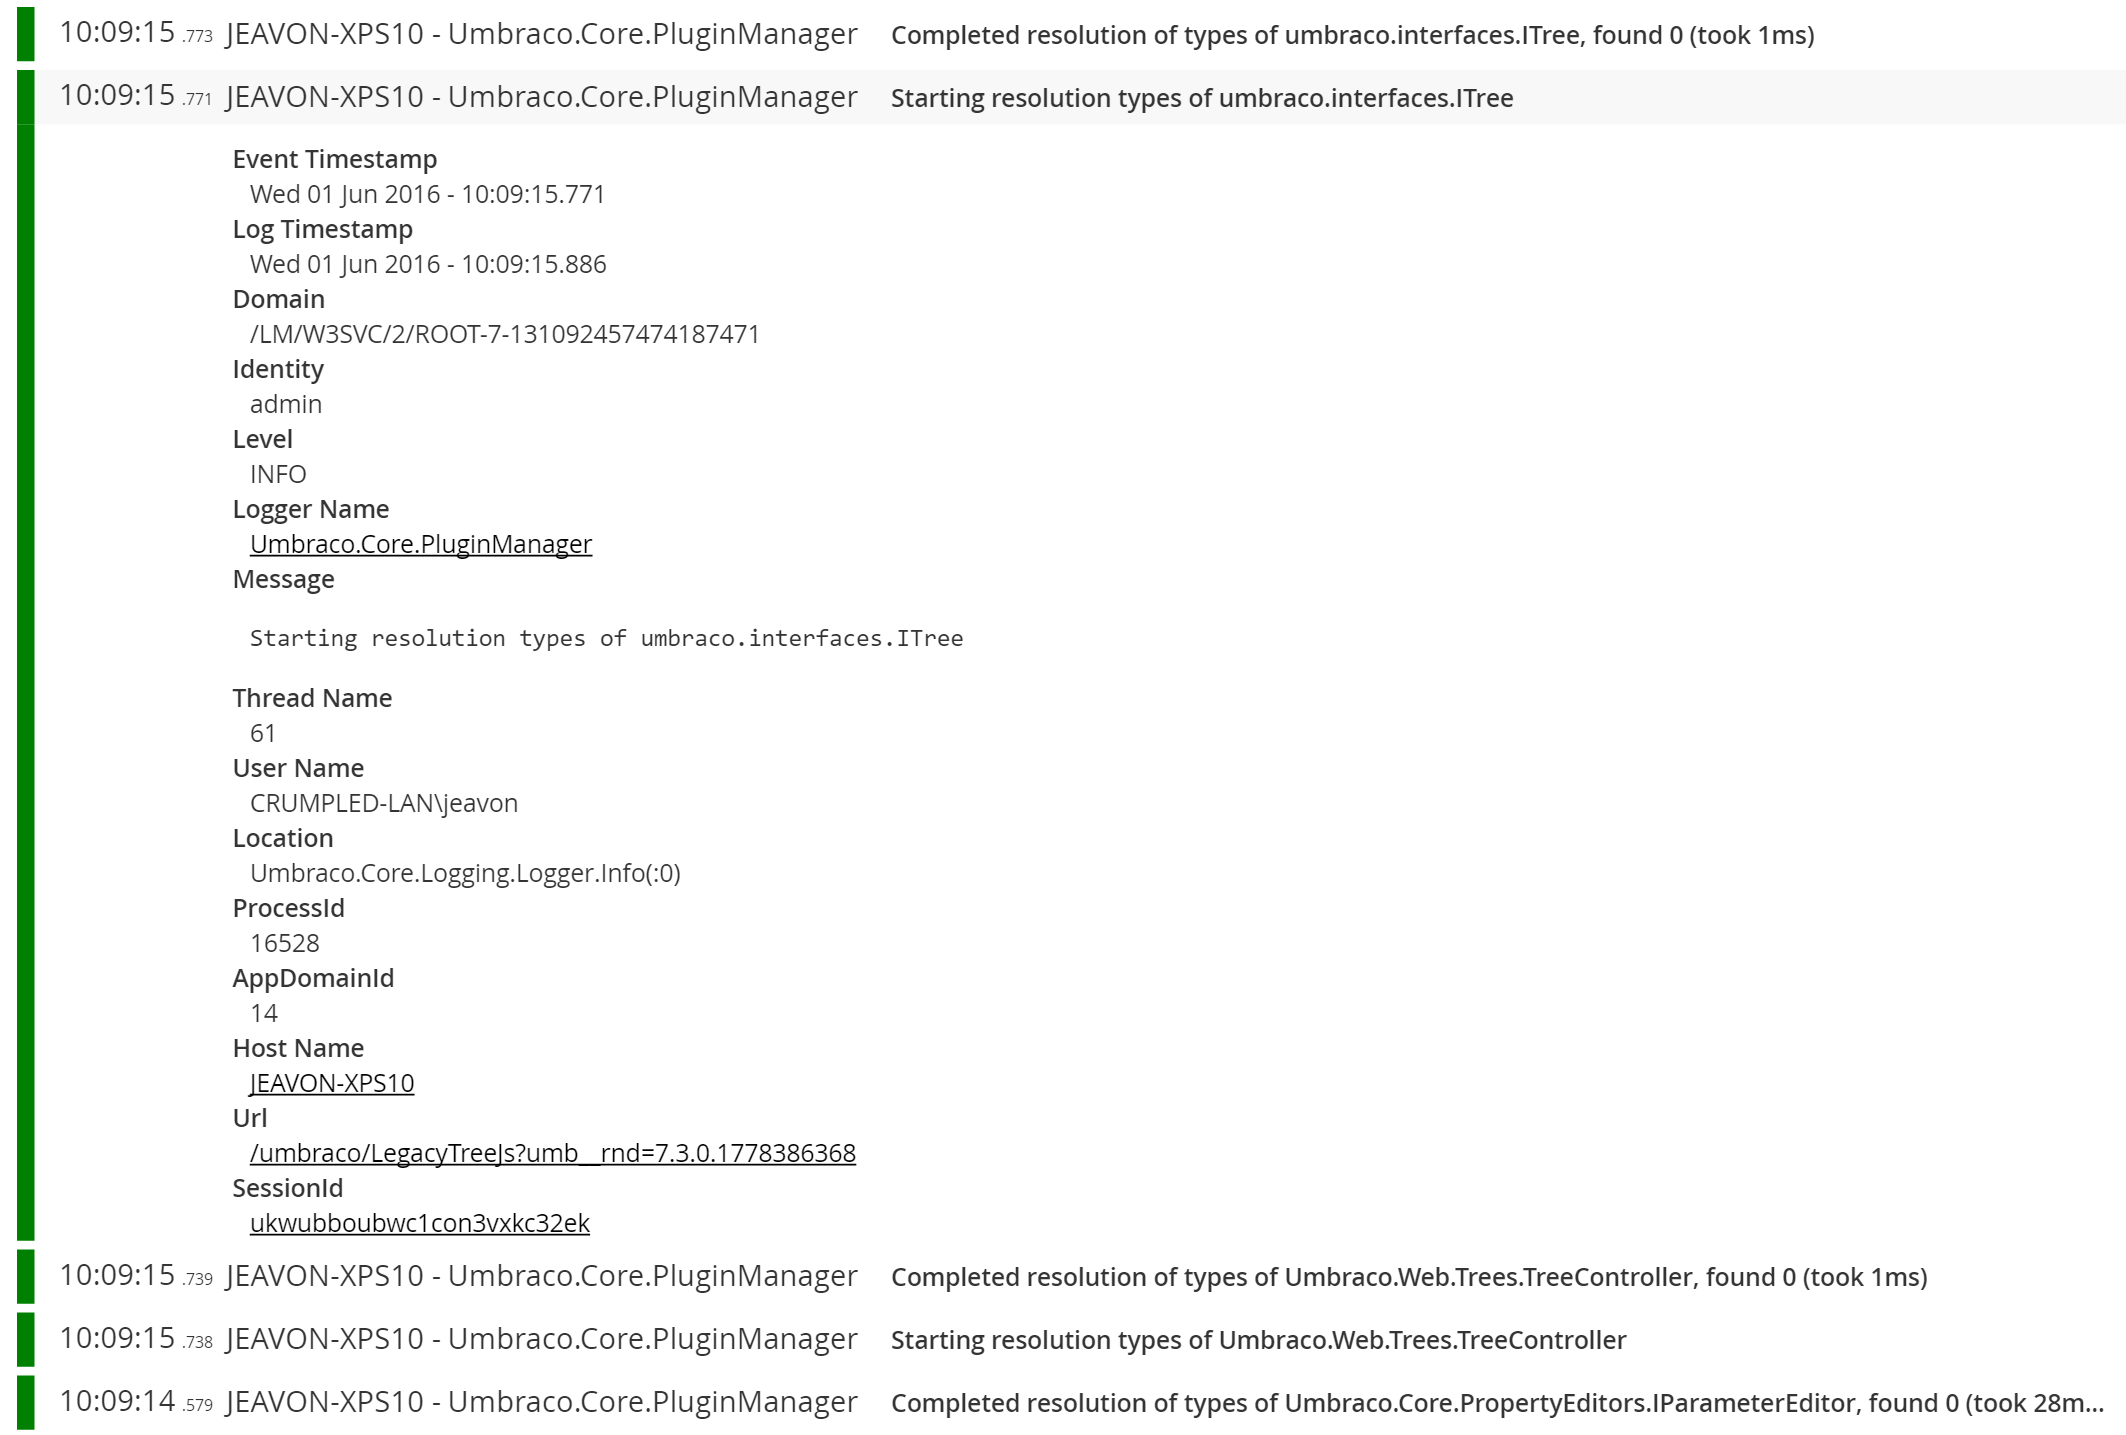 10:09:15 .773 JEAVON-XPS10 - Umbraco.Core.PluginManager Completed resolution of types of umbraco.interfaces.ITree, found 0 (took 1ms)
10:09:15 .771 JEAVON-XPS10 - Umbraco.Core.PluginManager Starting resolution types of umbraco.interfaces.ITree
Event Timestamp
Wed 01 Jun 2016 - 10:09:15.771
Log Timestamp
Wed 01 Jun 2016 - 10:09:15.886
Domain
/LM/W3SVC/2/ROOT-7-131092457474187471
Identity
admin
Level
INFO
Logger Name
Umbraco.Core.PluginManager
Message
Starting resolution types of umbraco.interfaces.ITree
Thread Name
61
User Name
CRUMPLED-LAN\jeavon
Location
Umbraco.Core.Logging.Logger.Info(:0)
ProcessId
16528
AppDomainId
14
Host Name
JEAVON-XPS10
Url
/umbraco/LegacyTreeJs?umb__rnd=7.3.0.1778386368
SessionId
ukwubboubwc1con3vxkc32ek
10:09:15 .739 JEAVON-XPS10 - Umbraco.Core.PluginManager Completed resolution of types of Umbraco.Web.Trees.TreeController, found 0 (took 1ms)
10:09:15 .738 JEAVON-XPS10 - Umbraco.Core.PluginManager Starting resolution types of Umbraco.Web.Trees.TreeController
10:09:14 .579 JEAVON-XPS10 - Umbraco.Core.PluginManager Completed resolution of types of Umbraco.Core.PropertyEditors.IParameterEditor, found 0 (took 28m...